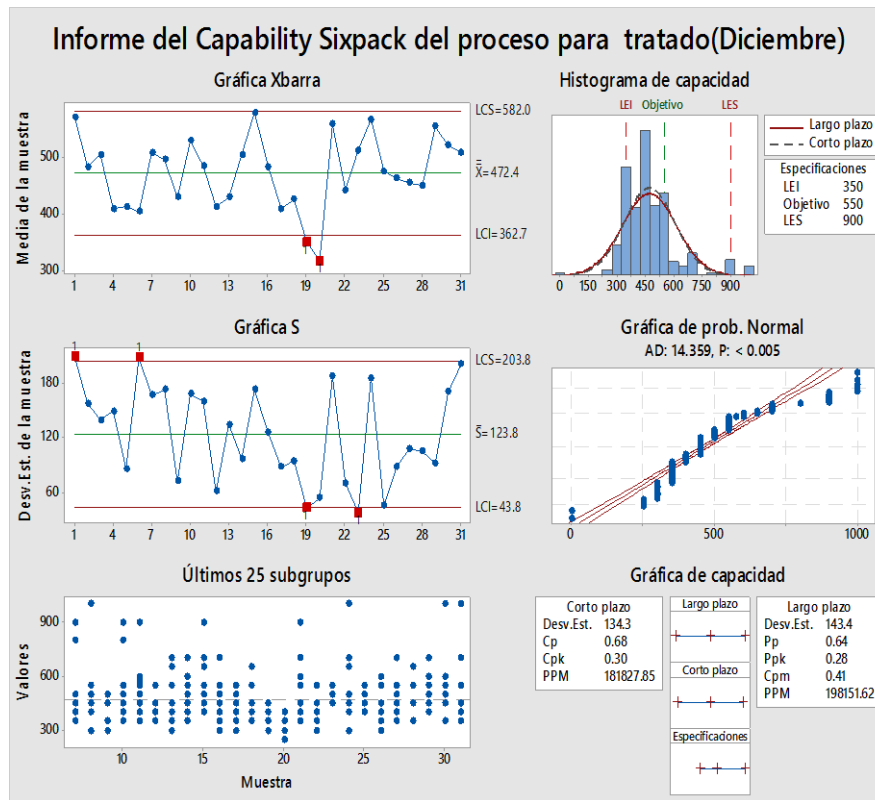 Informe del Capability Sixpack del proceso para tratado(Diciembre)
Gráfica Xbarra
Media de la muestra
500
400
300
1 4 7 10 13 16 19 22 25 28 31
1
1
LCS=582.0
X=472.4
LCI=362.7
Histograma de capacidad
LEI Objetivo LES
0 150 300 450 600 750 900
Largo plazo
Corto plazo
Especificaciones
LEI 350
Objetivo 550
LES 900
Gráfica S
Desv.Est. de la muestra
180
120
60
1 4 7 10 13 16 19 22 25 28 31
1
1
1
1
LCS=203.8
S=123.8
LCI=43.8
Gráfica de prob. Normal
AD: 14.359, P: < 0.005
0 500 1000
Últimos 25 subgrupos
Valores
900
600
300
10 15 20 25 30
Muestra
Gráfica de capacidad
Corto plazo
Desv.Est. 134.3
Cp 0.68
Cpk 0.30
PPM 181827.85
Largo plazo
Corto plazo
Especificaciones
Largo plazo
Desv.Est. 143.4
Pp 0.64
Ppk 0.28
Cpm 0.41
PPM 198151.62